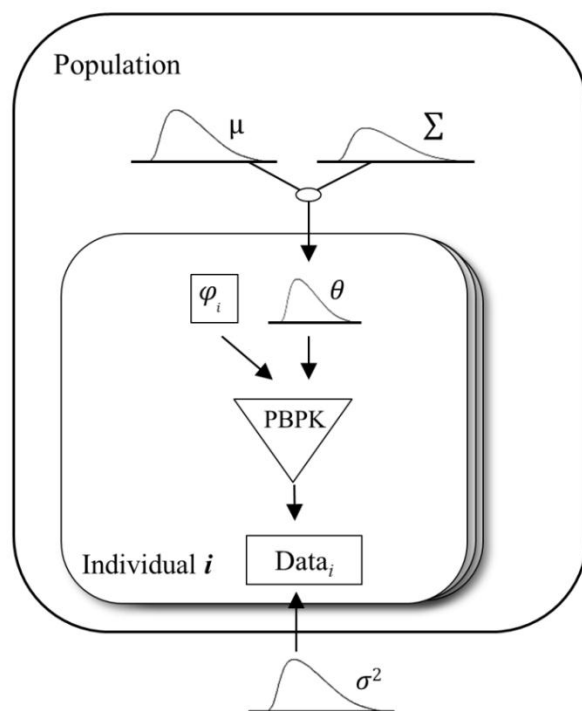 Population
μ Σ
φᵢ θ
PBPK
Individual i Dataᵢ
σ²